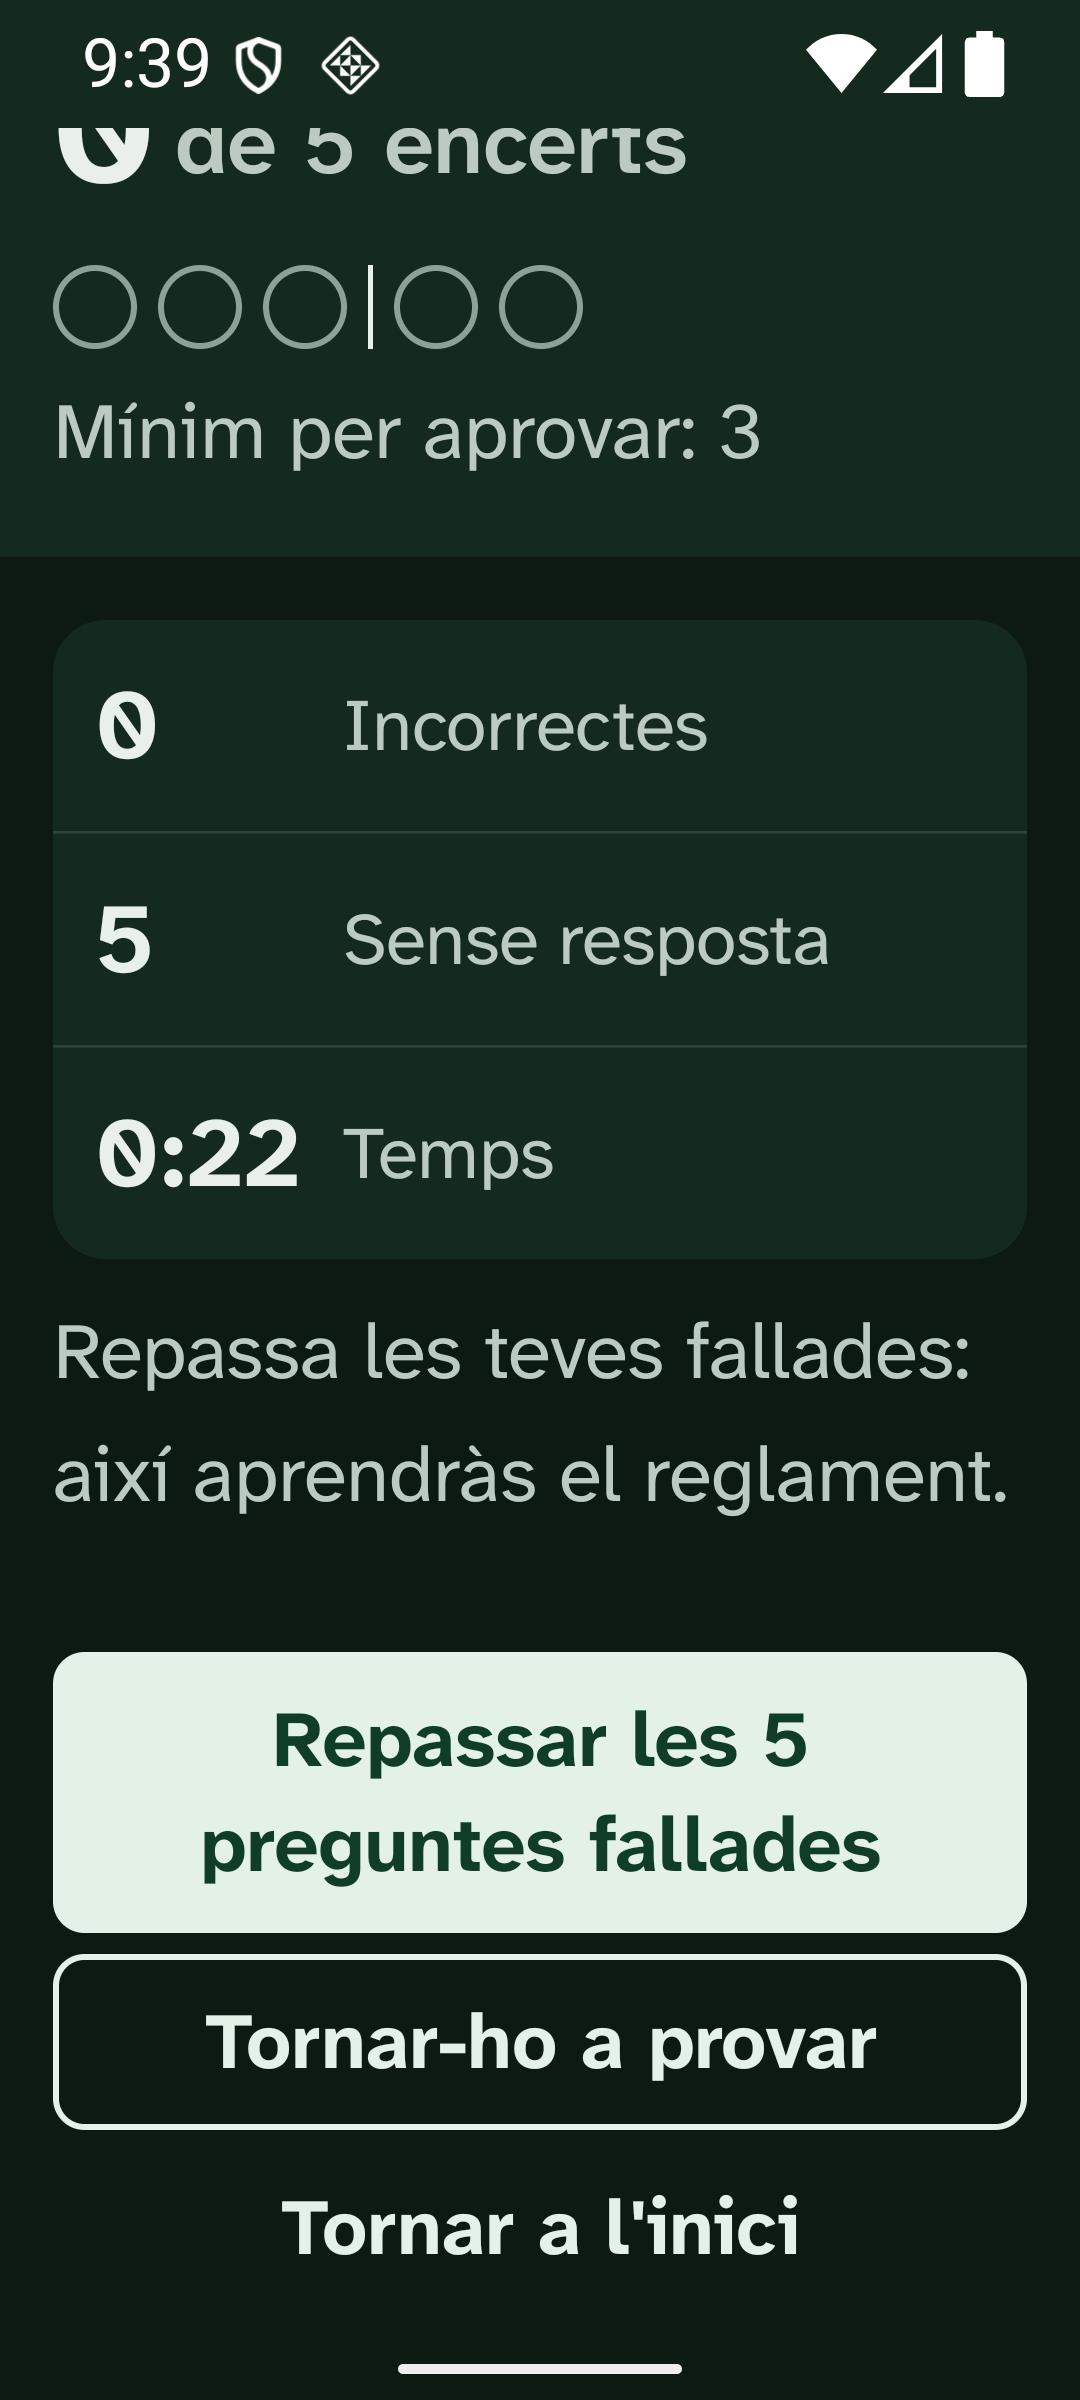 9:39
0 de 5 encerts
Mínim per aprovar: 3
0 Incorrectes
5 Sense resposta
0:22 Temps
Repassa les teves fallades:
així aprendràs el reglament.
Repassar les 5
preguntes fallades
Tornar-ho a provar
Tornar a l'inici